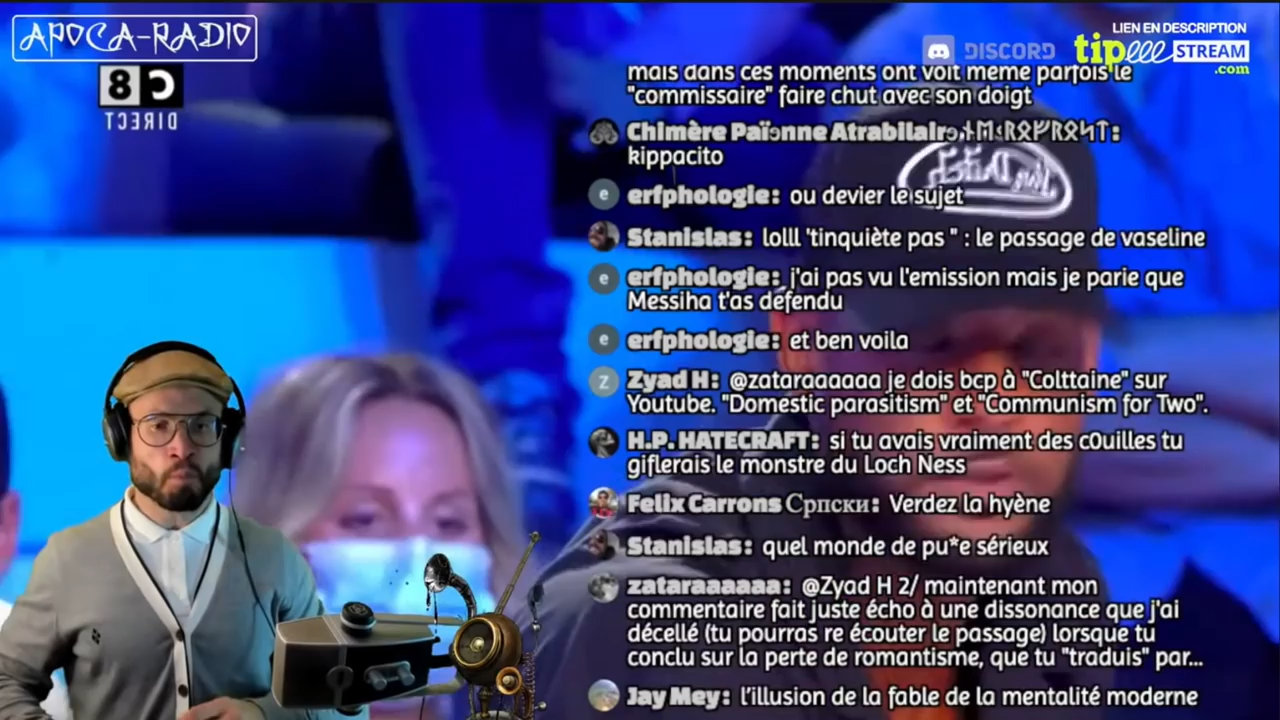 APOCA-RADIO
C8
DIRECT
LIEN EN DESCRIPTION
DISCORD
tipeee STREAM
.com
mais dans ces moments ont voit meme parfois le
"commissaire" faire chut avec son doigt
Chimère Païenne Atrabilaire
kippacito
erfphologie: ou devier le sujet
Stanislas: lolll 'tinquiète pas " : le passage de vaseline
erfphologie: j'ai pas vu l'emission mais je parie que
Messiha t'as défendu
erfphologie: et ben voila
Zyad H: @zataraaaaaa je dois bcp à "Colttaine" sur
Youtube. "Domestic parasitism" et "Communism for Two".
H.P. HATECRAFT: si tu avais vraiment des c0uilles tu
giflerais le monstre du Loch Ness
Felix Carrons Српски: Verdez la hyène
Stanislas: quel monde de pu*e sérieux
zataraaaaaa: @Zyad H 2/ maintenant mon
commentaire fait juste écho à une dissonance que j'ai
décellé (tu pourras re écouter le passage) lorsque tu
conclu sur la perte de romantisme, que tu "traduis" par...
Jay Mey: l'illusion de la fable de la mentalité moderne